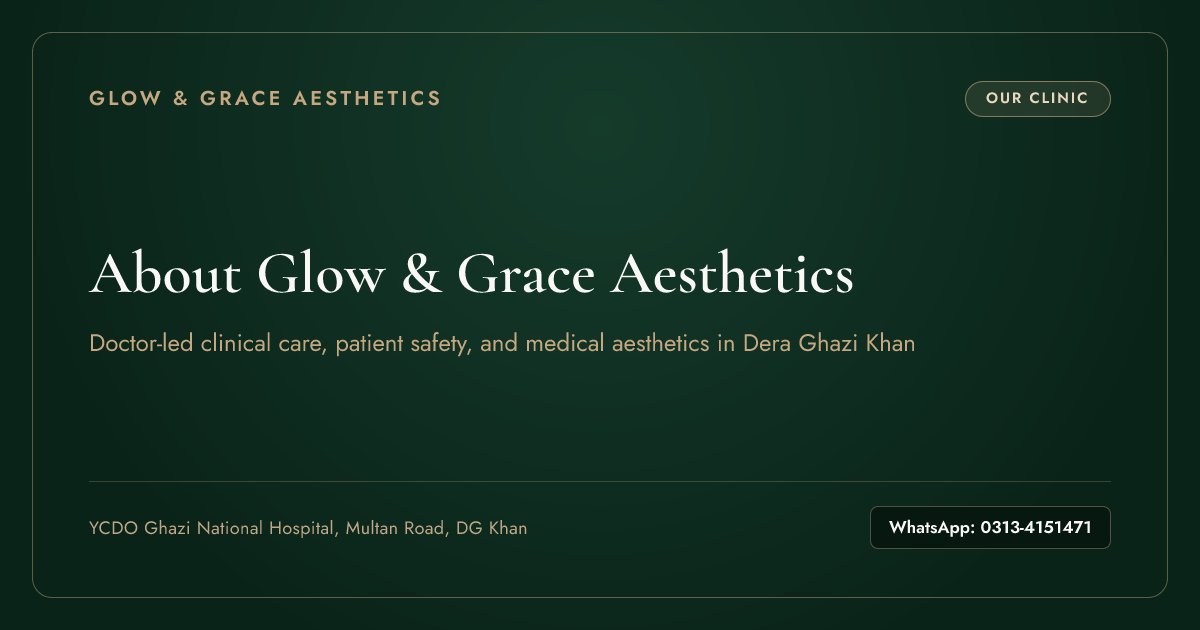 GLOW & GRACE AESTHETICS
OUR CLINIC
About Glow & Grace Aesthetics
Doctor-led clinical care, patient safety, and medical aesthetics in Dera Ghazi Khan
YCDO Ghazi National Hospital, Multan Road, DG Khan
WhatsApp: 0313-4151471